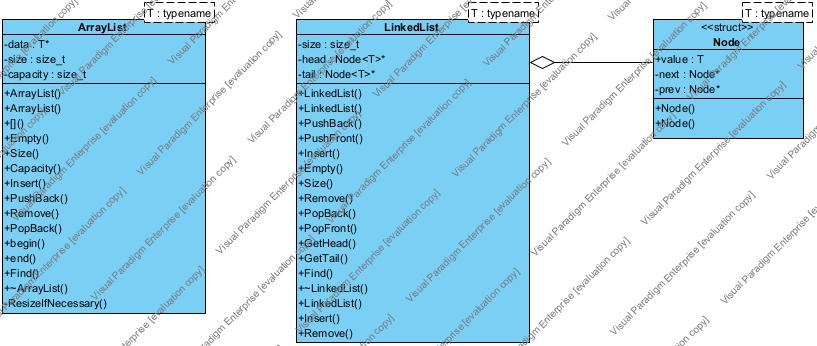 T : typename
ArrayList
-data : T*
-size : size_t
-capacity : size_t
+ArrayList()
+ArrayList()
+[]()
+Empty()
+Size()
+Capacity()
+Insert()
+PushBack()
+Remove()
+PopBack()
+begin()
+end()
+Find()
+~ArrayList()
-ResizeIfNecessary()
T : typename
LinkedList
-size : size_t
-head : Node<T>*
-tail : Node<T>*
+LinkedList()
+LinkedList()
+PushBack()
+PushFront()
+Insert()
+Empty()
+Size()
+Remove()
+PopBack()
+PopFront()
+GetHead()
+GetTail()
+Find()
+~LinkedList()
+LinkedList()
+Insert()
+Remove()
T : typename
<<struct>>
Node
+value : T
-next : Node*
-prev : Node*
+Node()
+Node()
Visual Paradigm Enterprise [evaluation copy]